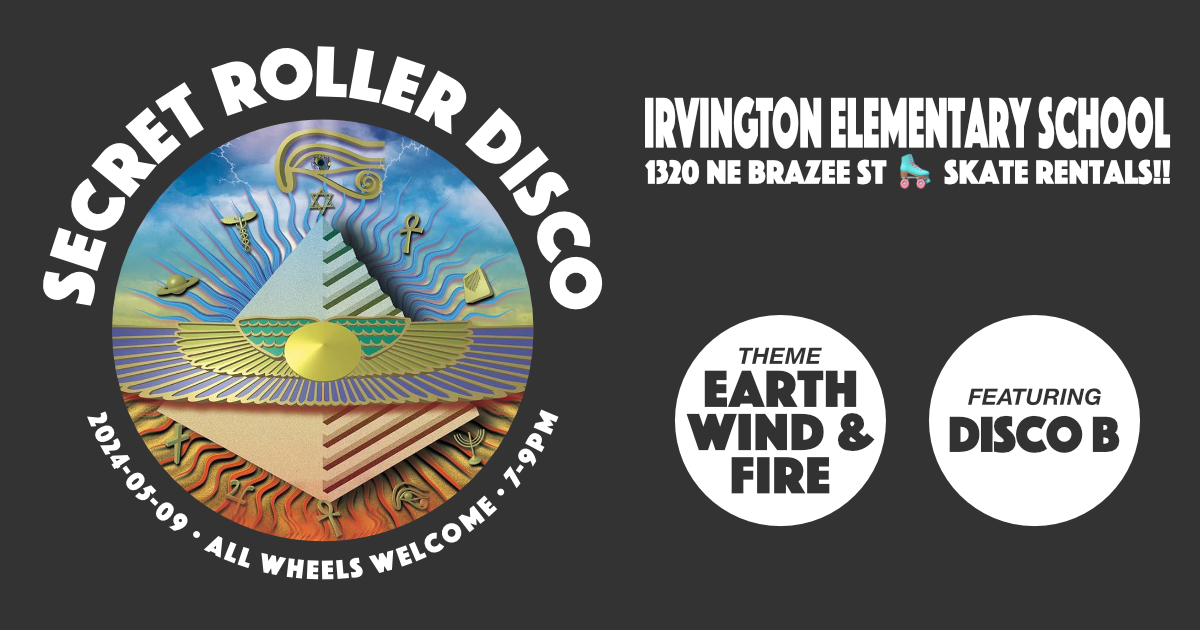 SECRET ROLLER DISCO
2024-05-09 • ALL WHEELS WELCOME • 7-9PM
IRVINGTON ELEMENTARY SCHOOL
1320 NE BRAZEE ST 🛼 SKATE RENTALS!!
THEME
EARTH
WIND &
FIRE
FEATURING
DISCO B